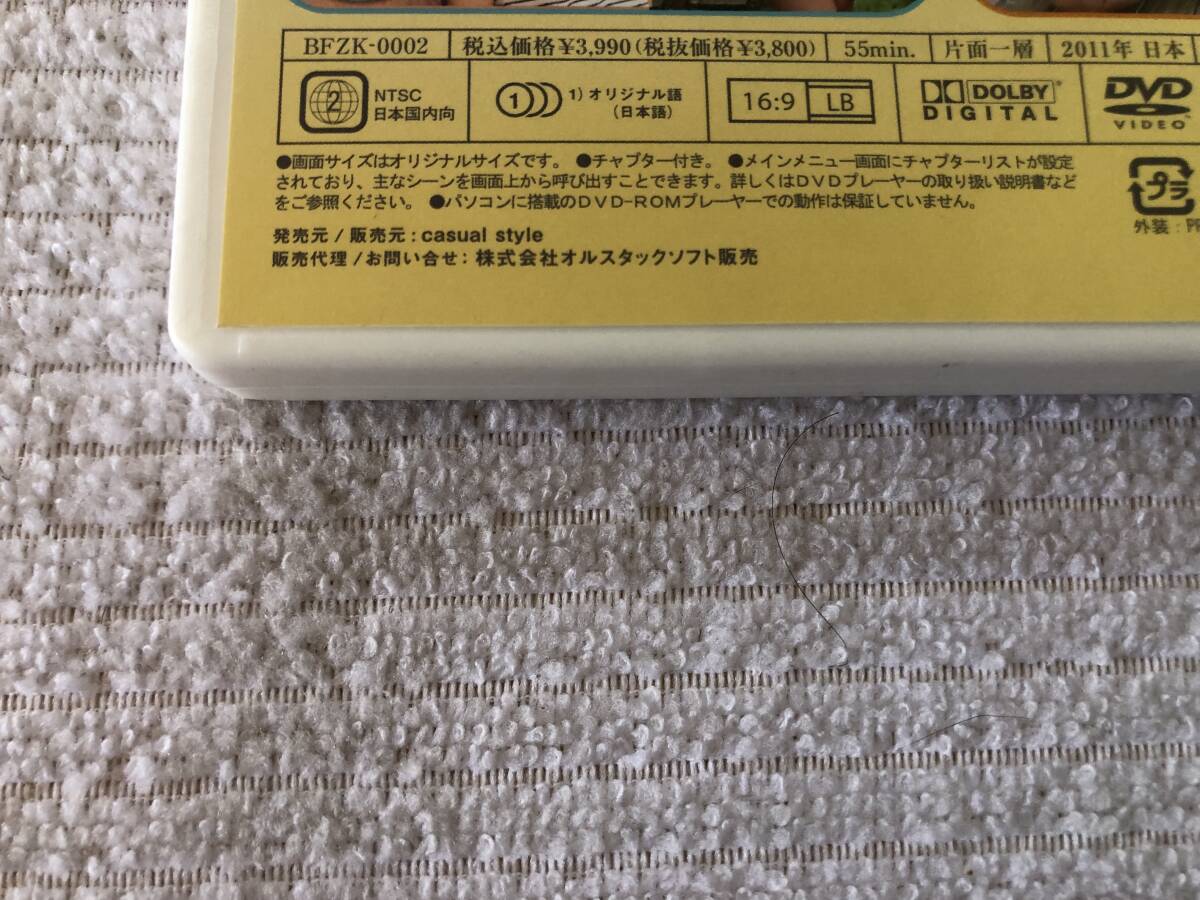 BFZK-0002 税込価格¥3,990(税抜価格¥3,800) 55min. 片面一層 2011年 日本
2 NTSC 日本国内向
1 1) オリジナル語 (日本語)
16:9 LB
DOLBY DIGITAL
DVD VIDEO
●画面サイズはオリジナルサイズです。 ●チャプター付き。 ●メインメニュー画面にチャプターリストが設定
されており、主なシーンを画面上から呼び出すことできます。詳しくはDVDプレーヤーの取り扱い説明書など
をご参照ください。 ●パソコンに搭載のDVD-ROMプレーヤーでの動作は保証していません。
プラ
外装:
発売元 / 販売元 : casual style
販売代理 / お問い合せ : 株式会社オルスタックソフト販売